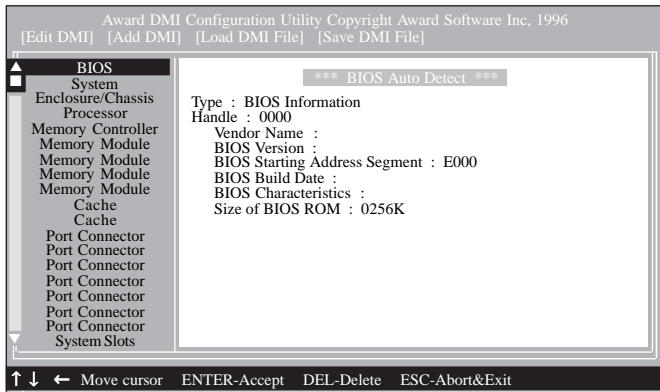 Award DMI Configuration Utility Copyright Award Software Inc, 1996
[Edit DMI] [Add DMI] [Load DMI File] [Save DMI File]
BIOS
System
Enclosure/Chassis
Processor
Memory Controller
Memory Module
Memory Module
Memory Module
Memory Module
Cache
Cache
Port Connector
Port Connector
Port Connector
Port Connector
Port Connector
Port Connector
Port Connector
System Slots
*** BIOS Auto Detect ***
Type : BIOS Information
Handle : 0000
Vendor Name :
BIOS Version :
BIOS Starting Address Segment : E000
BIOS Build Date :
BIOS Characteristics :
Size of BIOS ROM : 0256K
↑↓ ← Move cursor ENTER-Accept DEL-Delete ESC-Abort&Exit